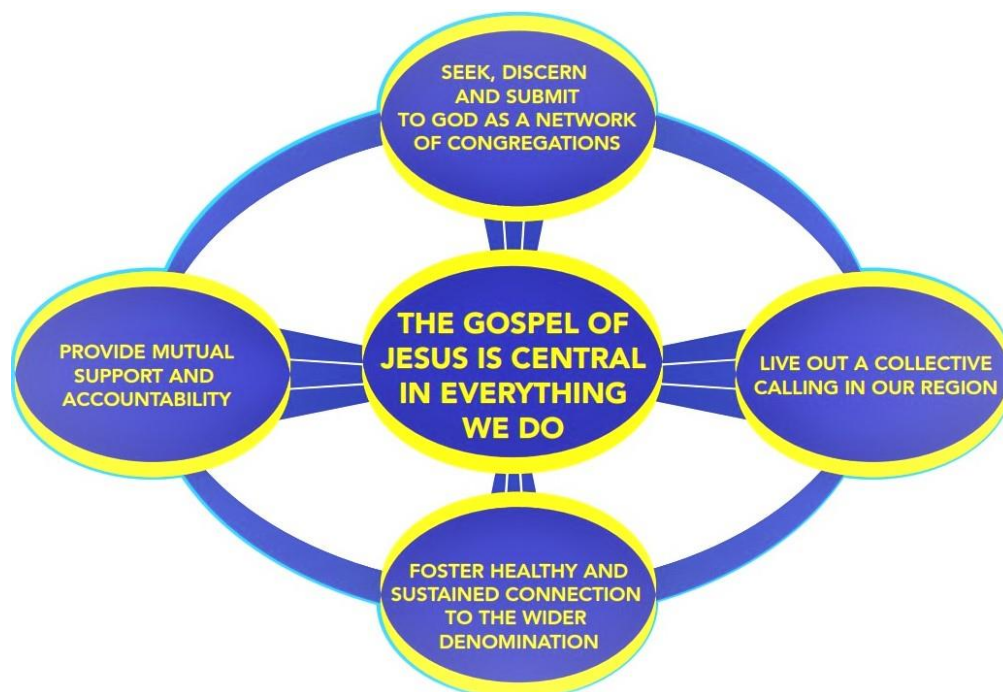 SEEK, DISCERN
AND SUBMIT
TO GOD AS A NETWORK
OF CONGREGATIONS
PROVIDE MUTUAL
SUPPORT AND
ACCOUNTABILITY
THE GOSPEL OF
JESUS IS CENTRAL
IN EVERYTHING
WE DO
LIVE OUT A COLLECTIVE
CALLING IN OUR REGION
FOSTER HEALTHY AND
SUSTAINED CONNECTION
TO THE WIDER
DENOMINATION